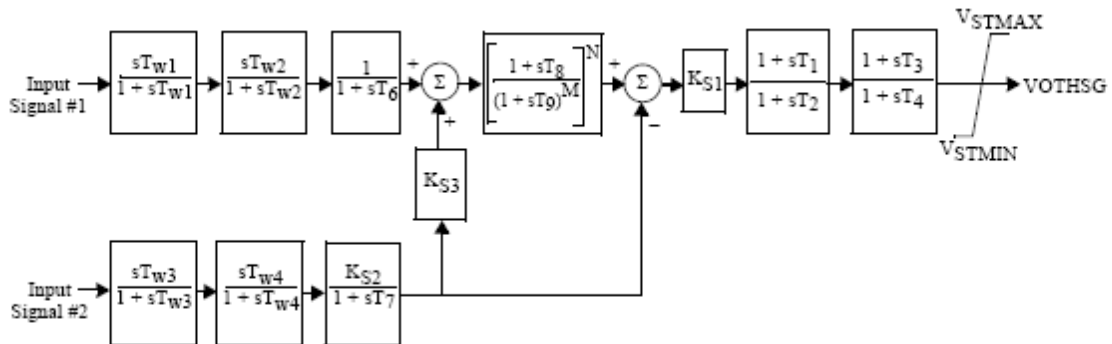 Input
Signal #1
sTw1
1 + sTw1
sTw2
1 + sTw2
1
1 + sT6
+
Σ
+
KS3
[1 + sT8
(1 + sT9)M]N
+
Σ
−
KS1
1 + sT1
1 + sT2
1 + sT3
1 + sT4
VSTMAX
VOTHSG
VSTMIN
Input
Signal #2
sTw3
1 + sTw3
sTw4
1 + sTw4
KS2
1 + sT7